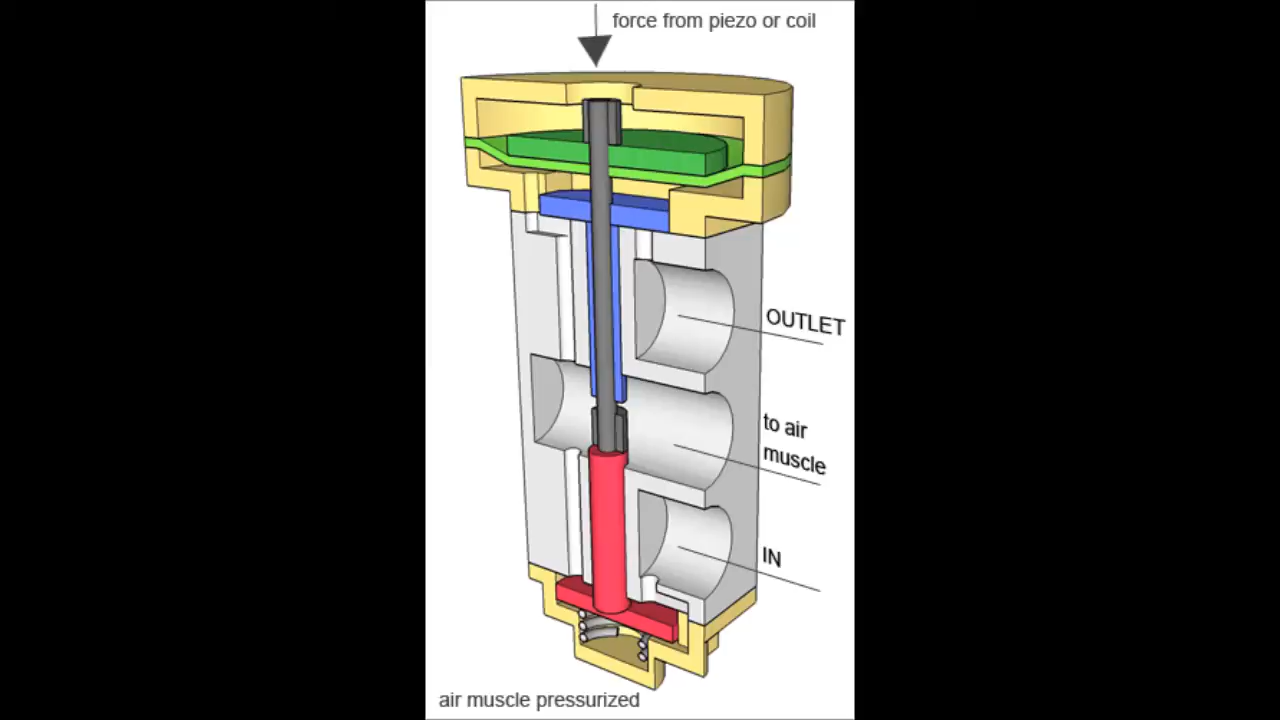 force from piezo or coil
OUTLET
to air
muscle
IN
air muscle pressurized